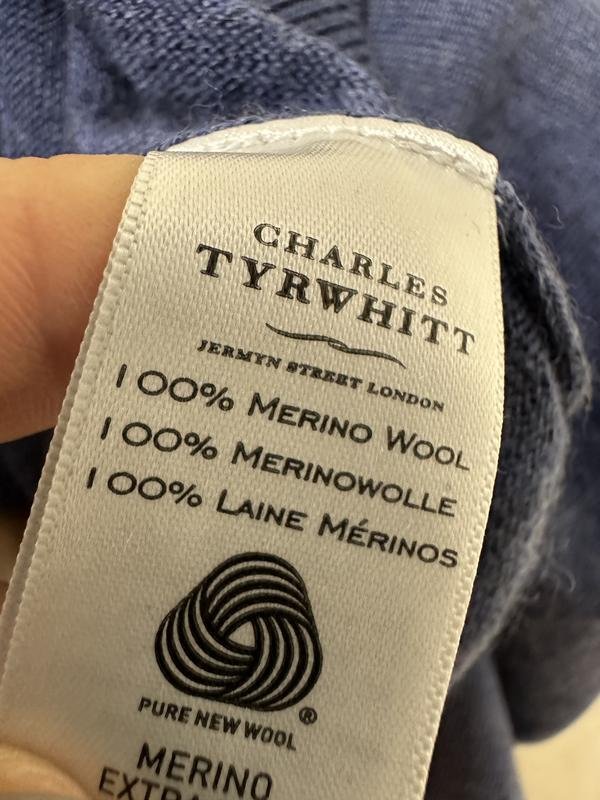 CHARLES
TYRWHITT
JERMYN STREET LONDON
100% MERINO WOOL
100% MERINOWOLLE
100% LAINE MÉRINOS
PURE NEW WOOL ®
MERINO